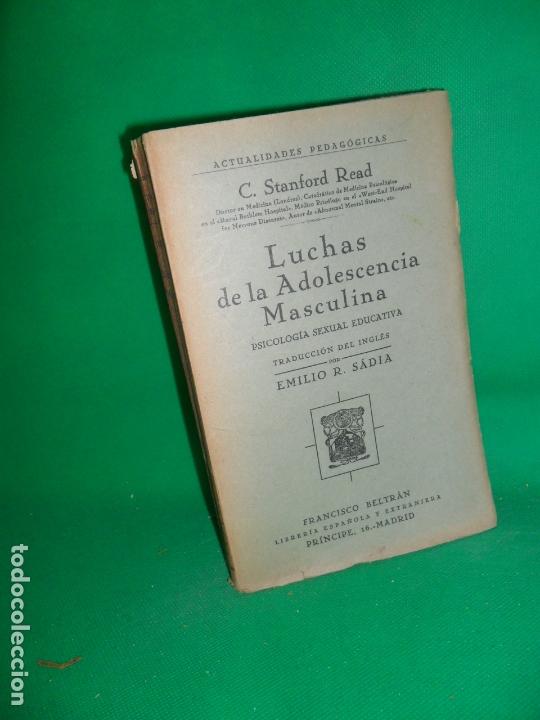 ACTUALIDADES PEDAGÓGICAS
C. Stanford Read
Doctor en Medicina (Londres); Catedrático de Medicina Psicológica
en el «Royal Bethlem Hospital». Médico Psicólogo en el «West-End Hospital
for Nervous Diseases». Autor de «Abnormal Mental Strain», etc.
Luchas
de la Adolescencia
Masculina
PSICOLOGÍA SEXUAL EDUCATIVA
TRADUCCIÓN DEL INGLÉS
POR
EMILIO R. SÁDIA
FRANCISCO BELTRÁN
LIBRERÍA ESPAÑOLA Y EXTRANJERA
PRÍNCIPE, 16.-MADRID
todocoleccion